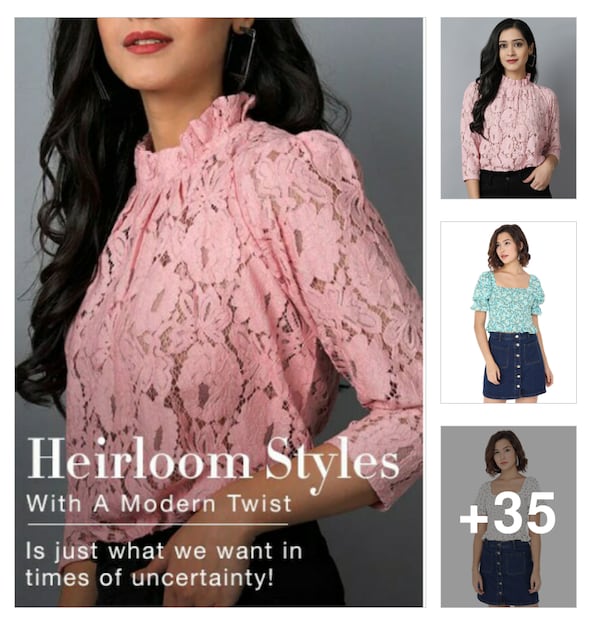 Heirloom Styles
With A Modern Twist
Is just what we want in
times of uncertainty!
+35